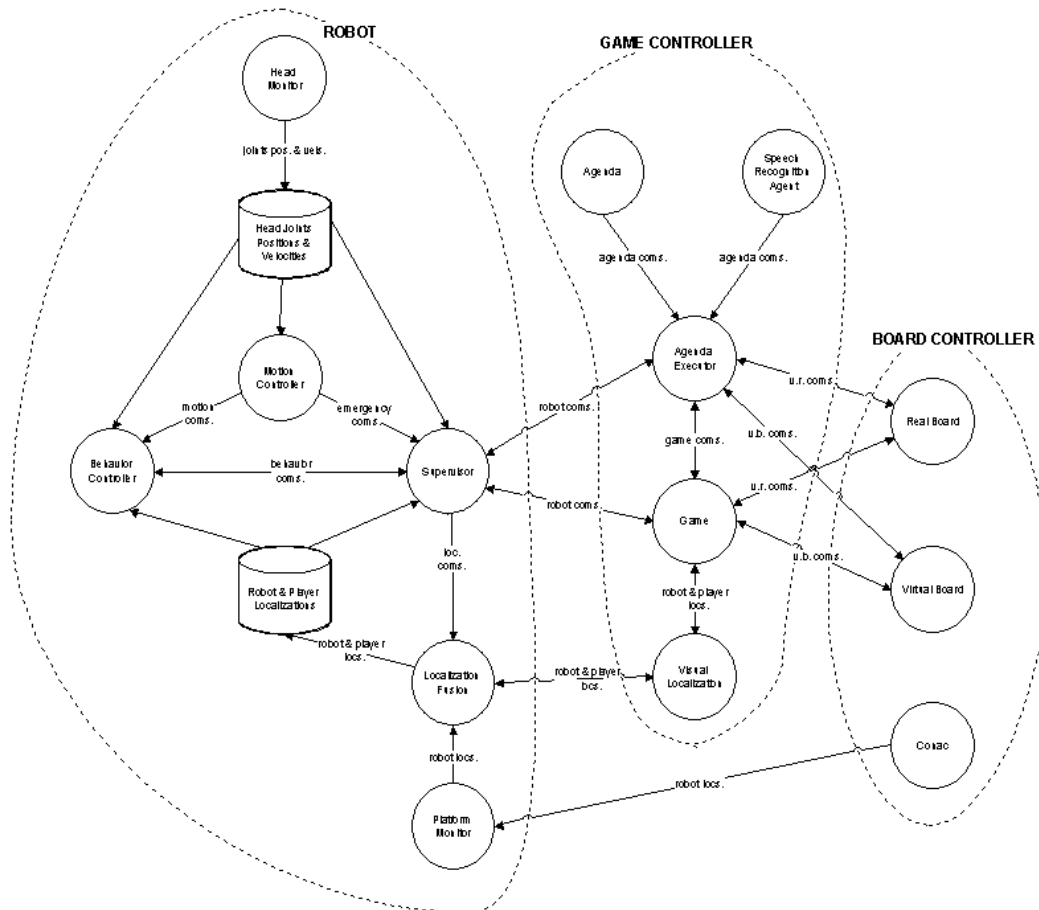 ROBOT
GAME CONTROLLER
Head
Monitor
joints pos. & vels.
Agenda
Speech
Recognition
Agent
Head Joints
Positions &
Velocities
agenda coms.
agenda coms.
BOARD CONTROLLER
Agenda
Executor
Motion
Controller
u.r. coms.
motion
coms.
emergency
coms.
robot coms.
Real Board
game coms.
u.b. coms.
Behavior
Controller
behavior
coms.
Supervisor
u.r. coms.
robot coms.
Game
loc.
coms.
u.b. coms.
Robot & Player
Localizations
Virtual Board
robot & player
locs.
robot & player
locs.
Localization
Fusion
robot & player
locs.
Visual
Localization
robot locs.
Conac
robot locs.
Platform
Monitor